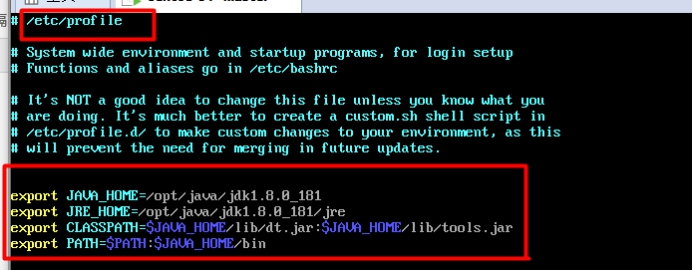 # /etc/profile
# System wide environment and startup programs, for login setup
# Functions and aliases go in /etc/bashrc
# It's NOT a good idea to change this file unless you know what you
# are doing. It's much better to create a custom.sh shell script in
# /etc/profile.d/ to make custom changes to your environment, as this
# will prevent the need for merging in future updates.
export JAVA_HOME=/opt/java/jdk1.8.0_181
export JRE_HOME=/opt/java/jdk1.8.0_181/jre
export CLASSPATH=$JAVA_HOME/lib/dt.jar:$JAVA_HOME/lib/tools.jar
export PATH=$PATH:$JAVA_HOME/bin